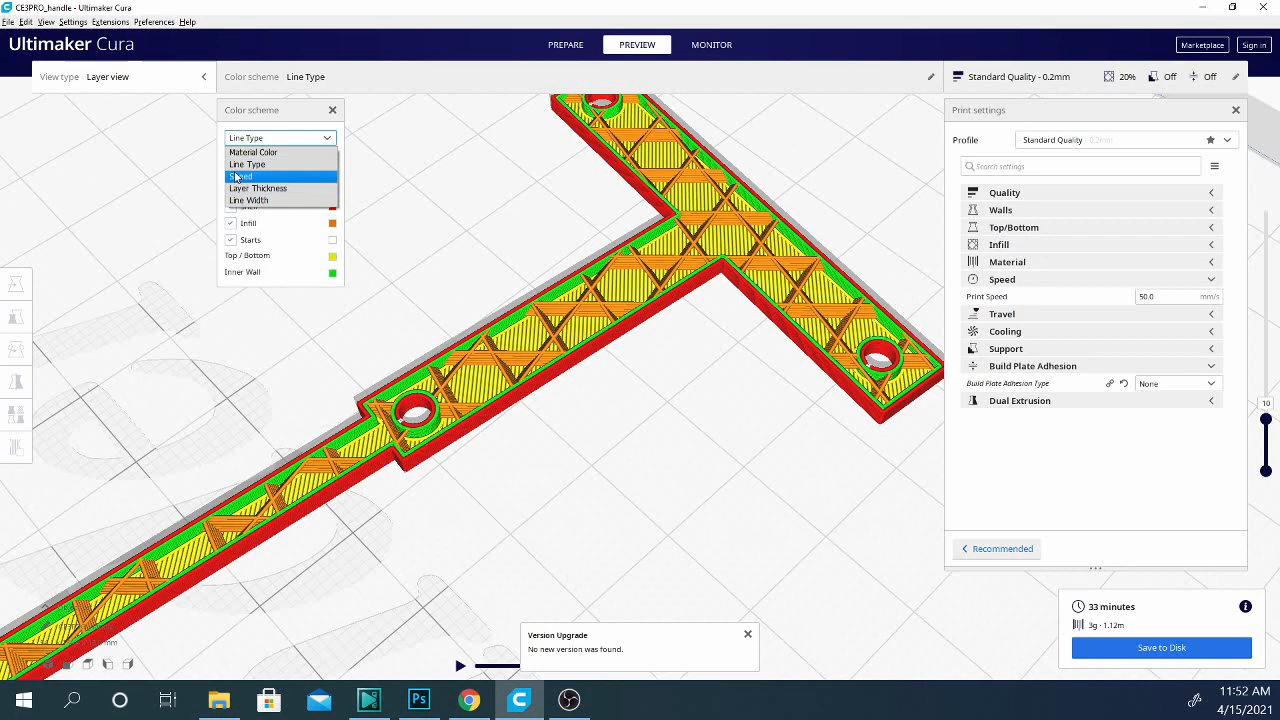 CE3PRO_handle - Ultimaker Cura
File Edit View Settings Extensions Preferences Help
Ultimaker Cura
PREPARE PREVIEW MONITOR
Marketplace Sign in
View type Layer view
Color scheme Line Type
Standard Quality - 0.2mm 20% Off Off
Color scheme
Line Type
Material Color
Line Type
Speed
Layer Thickness
Line Width
Infill
Starts
Top / Bottom
Inner Wall
Print settings
Profile Standard Quality 0.2mm
Search settings
Quality
Walls
Top/Bottom
Infill
Material
Speed
Print Speed 50.0 mm/s
Travel
Cooling
Support
Build Plate Adhesion
Build Plate Adhesion Type None
Dual Extrusion
10
Recommended
33 minutes
3g · 1.12m
Save to Disk
Version Upgrade
No new version was found.
Ps
11:52 AM
4/15/2021